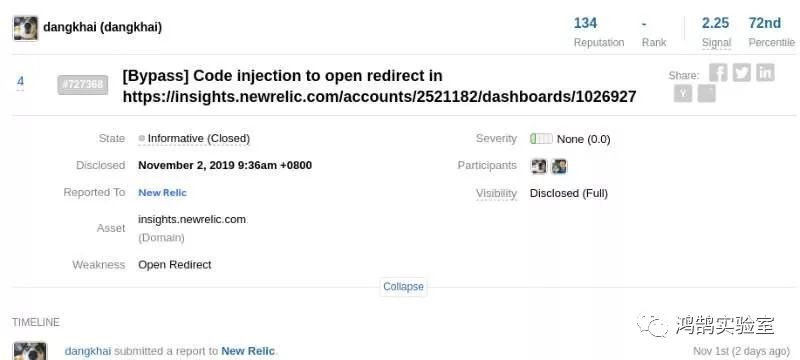 dangkhai (dangkhai)
134
Reputation
-
Rank
2.25
Signal
72nd
Percentile
4
#727368
[Bypass] Code injection to open redirect in
https://insights.newrelic.com/accounts/2521182/dashboards/1026927
Share:
State Informative (Closed)
Severity None (0.0)
Disclosed November 2, 2019 9:36am +0800
Participants
Reported To New Relic
Visibility Disclosed (Full)
Asset insights.newrelic.com
(Domain)
Weakness Open Redirect
Collapse
TIMELINE
鸿鹄实验室
dangkhai submitted a report to New Relic.
Nov 1st (2 days ago)